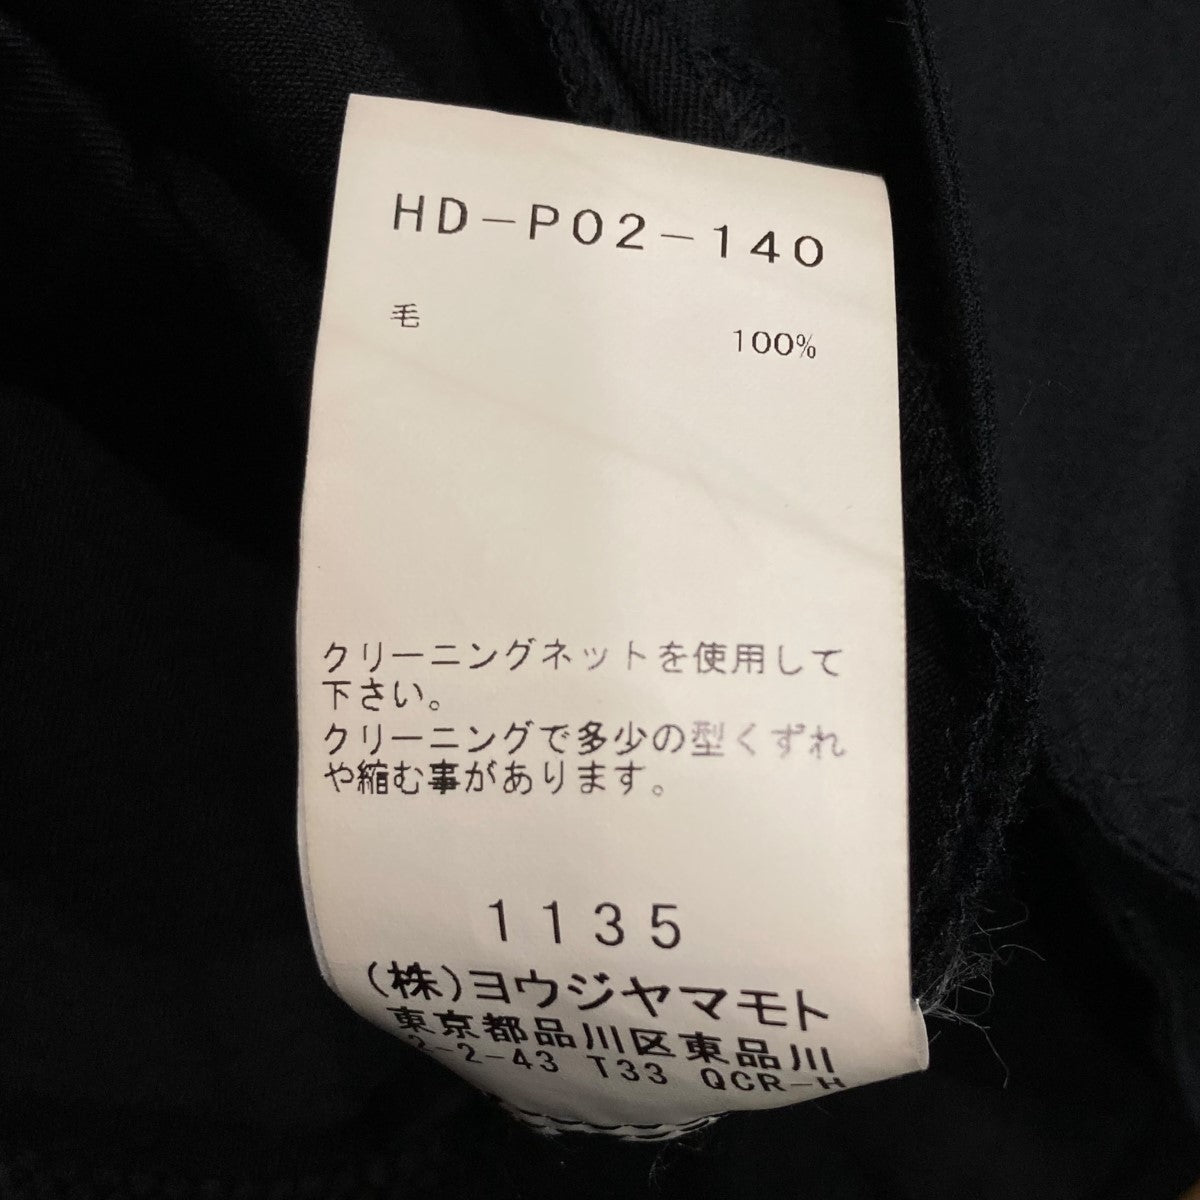 HD-P02-140
毛 100%
クリーニングネットを使用して
下さい。
クリーニングで多少の型くずれ
や縮む事があります。
1135
(株)ヨウジヤマモト
東京都品川区東品川
2-2-43 T33 QCR-H